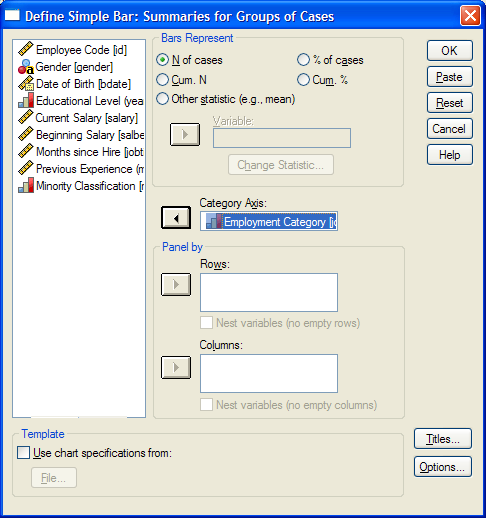 Define Simple Bar: Summaries for Groups of Cases
Employee Code [id]
Gender [gender]
Date of Birth [bdate]
Educational Level (yea
Current Salary [salary]
Beginning Salary [salbe
Months since Hire [jobt
Previous Experience (m
Minority Classification [r
Bars Represent
N of cases
% of cases
Cum. N
Cum. %
Other statistic (e.g., mean)
Variable:
Change Statistic...
Category Axis:
Employment Category [jo
Panel by
Rows:
Nest variables (no empty rows)
Columns:
Nest variables (no empty columns)
OK
Paste
Reset
Cancel
Help
Template
Use chart specifications from:
File...
Titles...
Options...